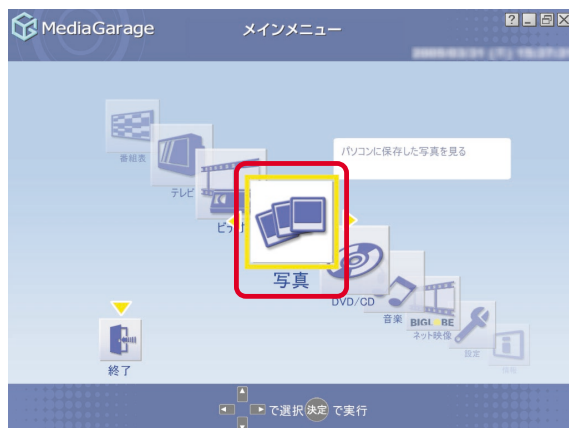 MediaGarage
メインメニュー
番組表
テレビ
パソコンに保存した写真を見る
写真
DVD/CD
音楽
BIGLOBE
ネット映像
設定
終了
で選択 決定 で実行